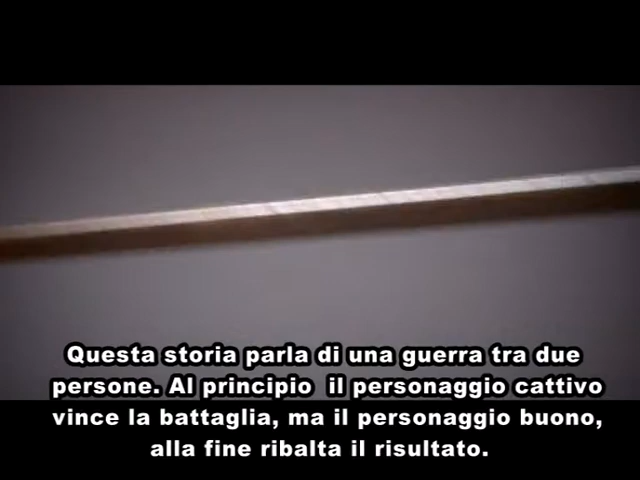 Questa storia parla di una guerra tra due
persone. Al principio  il personaggio cattivo
vince la battaglia, ma il personaggio buono,
alla fine ribalta il risultato.